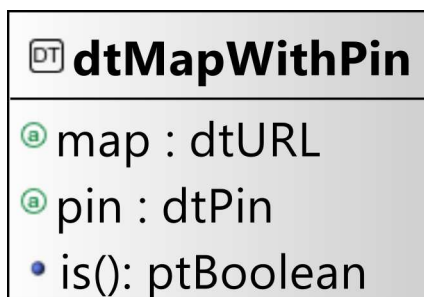 DT dtMapWithPin
a map : dtURL
a pin : dtPin
is(): ptBoolean